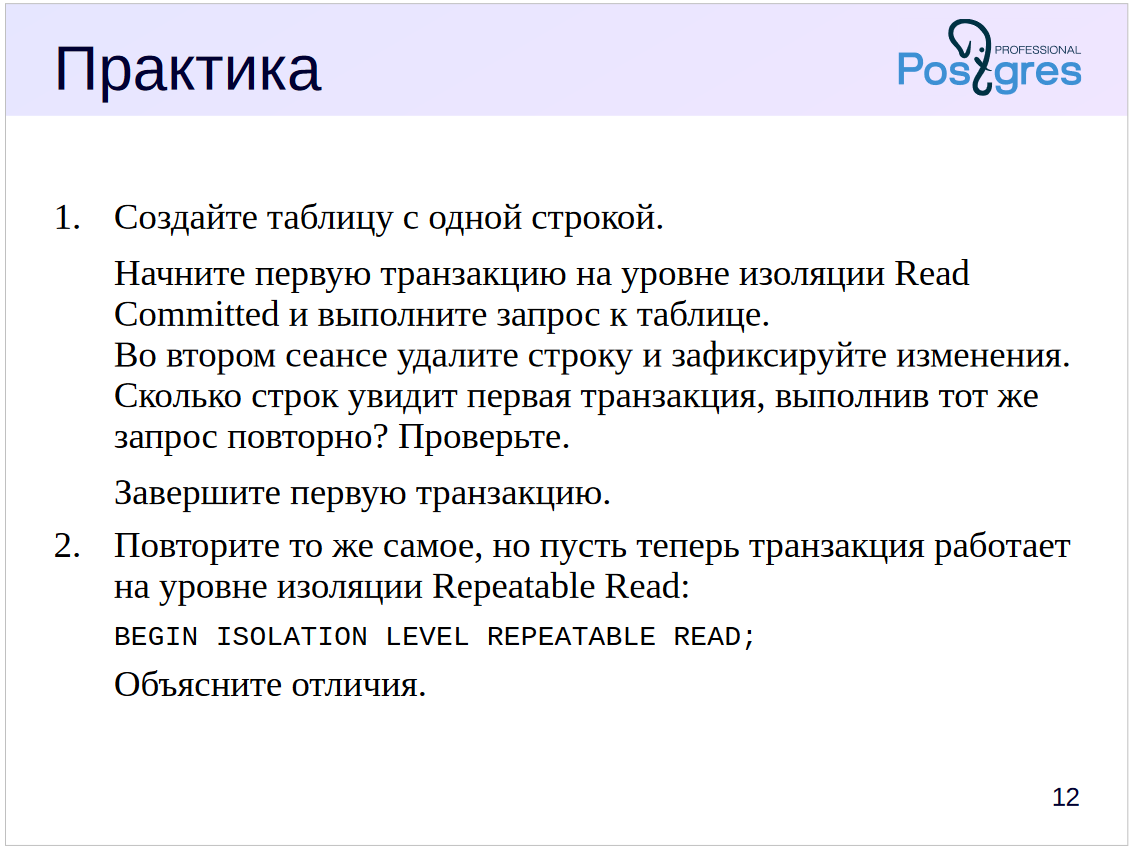 Практика
PROFESSIONAL
Postgres
1. Создайте таблицу с одной строкой.
Начните первую транзакцию на уровне изоляции Read
Committed и выполните запрос к таблице.
Во втором сеансе удалите строку и зафиксируйте изменения.
Сколько строк увидит первая транзакция, выполнив тот же
запрос повторно? Проверьте.
Завершите первую транзакцию.
2. Повторите то же самое, но пусть теперь транзакция работает
на уровне изоляции Repeatable Read:
BEGIN ISOLATION LEVEL REPEATABLE READ;
Объясните отличия.
12